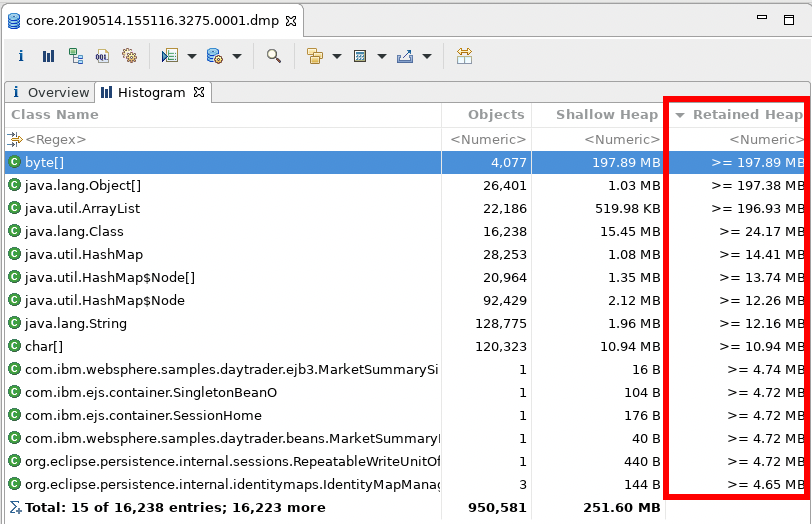 core.20190514.155116.3275.0001.dmp
i OQL
i Overview Histogram
Class Name Objects Shallow Heap Retained Heap
<Regex> <Numeric> <Numeric> <Numeric>
byte[] 4,077 197.89 MB >= 197.89 MB
java.lang.Object[] 26,401 1.03 MB >= 197.38 MB
java.util.ArrayList 22,186 519.98 KB >= 196.93 MB
java.lang.Class 16,238 15.45 MB >= 24.17 MB
java.util.HashMap 28,253 1.08 MB >= 14.41 MB
java.util.HashMap$Node[] 20,964 1.35 MB >= 13.74 MB
java.util.HashMap$Node 92,429 2.12 MB >= 12.26 MB
java.lang.String 128,775 1.96 MB >= 12.16 MB
char[] 120,323 10.94 MB >= 10.94 MB
com.ibm.websphere.samples.daytrader.ejb3.MarketSummarySi 1 16 B >= 4.74 MB
com.ibm.ejs.container.SingletonBeanO 1 104 B >= 4.72 MB
com.ibm.ejs.container.SessionHome 1 176 B >= 4.72 MB
com.ibm.websphere.samples.daytrader.beans.MarketSummaryI 1 40 B >= 4.72 MB
org.eclipse.persistence.internal.sessions.RepeatableWriteUnitOf 1 440 B >= 4.72 MB
org.eclipse.persistence.internal.identitymaps.IdentityMapManag 3 144 B >= 4.65 MB
Total: 15 of 16,238 entries; 16,223 more 950,581 251.60 MB